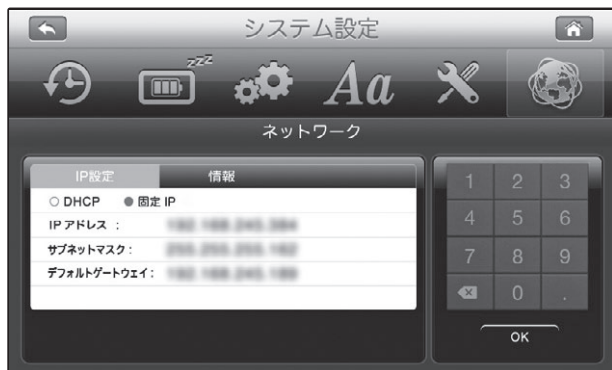 システム設定
zzz
Aa
ネットワーク
IP設定 情報
DHCP 固定 IP
IP アドレス :
サブネットマスク :
デフォルトゲートウェイ :
1 2 3
4 5 6
7 8 9
0 .
OK